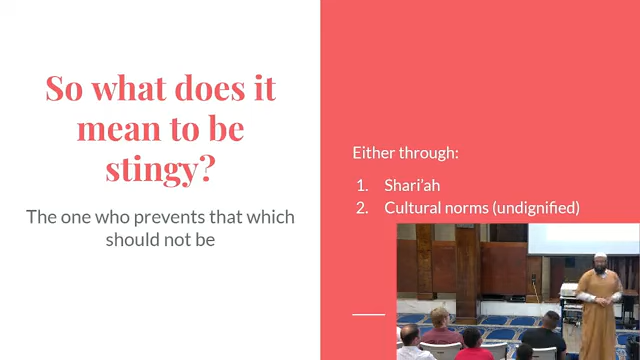 So what does it
mean to be
stingy?
The one who prevents that which
should not be
Either through:
1. Shari'ah
2. Cultural norms (undignified)